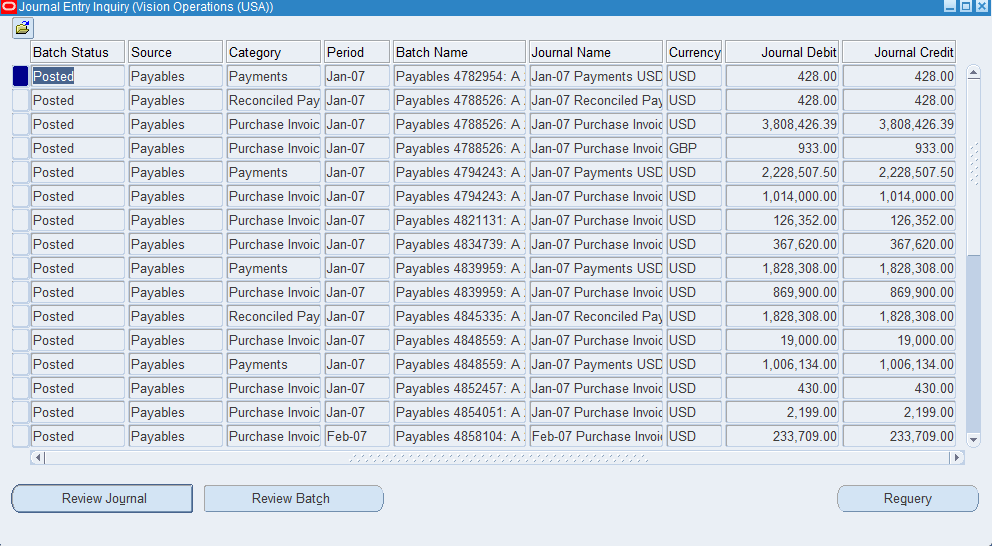 Journal Entry Inquiry (Vision Operations (USA))
Batch Status Source Category Period Batch Name Journal Name Currency Journal Debit Journal Credit
Posted Payables Payments Jan-07 Payables 4782954: A Jan-07 Payments USD USD 428.00 428.00
Posted Payables Reconciled Pay Jan-07 Payables 4788526: A Jan-07 Reconciled Pay USD 428.00 428.00
Posted Payables Purchase Invoic Jan-07 Payables 4788526: A Jan-07 Purchase Invoic USD 3,808,426.39 3,808,426.39
Posted Payables Purchase Invoic Jan-07 Payables 4788526: A Jan-07 Purchase Invoic GBP 933.00 933.00
Posted Payables Payments Jan-07 Payables 4794243: A Jan-07 Payments USD USD 2,228,507.50 2,228,507.50
Posted Payables Purchase Invoic Jan-07 Payables 4794243: A Jan-07 Purchase Invoic USD 1,014,000.00 1,014,000.00
Posted Payables Purchase Invoic Jan-07 Payables 4821131: A Jan-07 Purchase Invoic USD 126,352.00 126,352.00
Posted Payables Purchase Invoic Jan-07 Payables 4834739: A Jan-07 Purchase Invoic USD 367,620.00 367,620.00
Posted Payables Payments Jan-07 Payables 4839959: A Jan-07 Payments USD USD 1,828,308.00 1,828,308.00
Posted Payables Purchase Invoic Jan-07 Payables 4839959: A Jan-07 Purchase Invoic USD 869,900.00 869,900.00
Posted Payables Reconciled Pay Jan-07 Payables 4845335: A Jan-07 Reconciled Pay USD 1,828,308.00 1,828,308.00
Posted Payables Purchase Invoic Jan-07 Payables 4848559: A Jan-07 Purchase Invoic USD 19,000.00 19,000.00
Posted Payables Payments Jan-07 Payables 4848559: A Jan-07 Payments USD USD 1,006,134.00 1,006,134.00
Posted Payables Purchase Invoic Jan-07 Payables 4852457: A Jan-07 Purchase Invoic USD 430.00 430.00
Posted Payables Purchase Invoic Jan-07 Payables 4854051: A Jan-07 Purchase Invoic USD 2,199.00 2,199.00
Posted Payables Purchase Invoic Feb-07 Payables 4858104: A Feb-07 Purchase Invoic USD 233,709.00 233,709.00
Review Journal Review Batch Requery